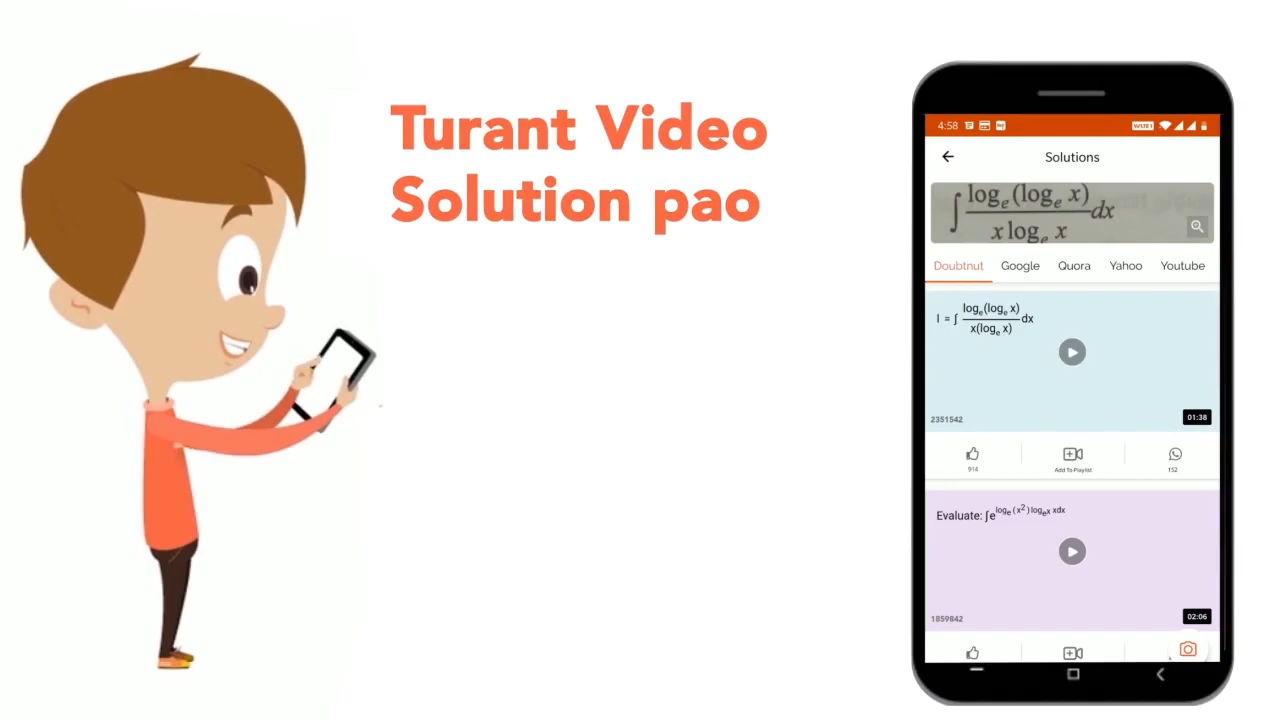 Turant Video
Solution pao
4:58
Solutions
∫ logₑ(logₑ x) / x logₑ x dx
Doubtnut Google Quora Yahoo Youtube
I = ∫ logₑ(logₑ x) / x(logₑ x) dx
2351542 01:38
914 Add To Playlist 152
Evaluate: ∫e^logₑ(x²)logₑx xdx
1859842 02:06